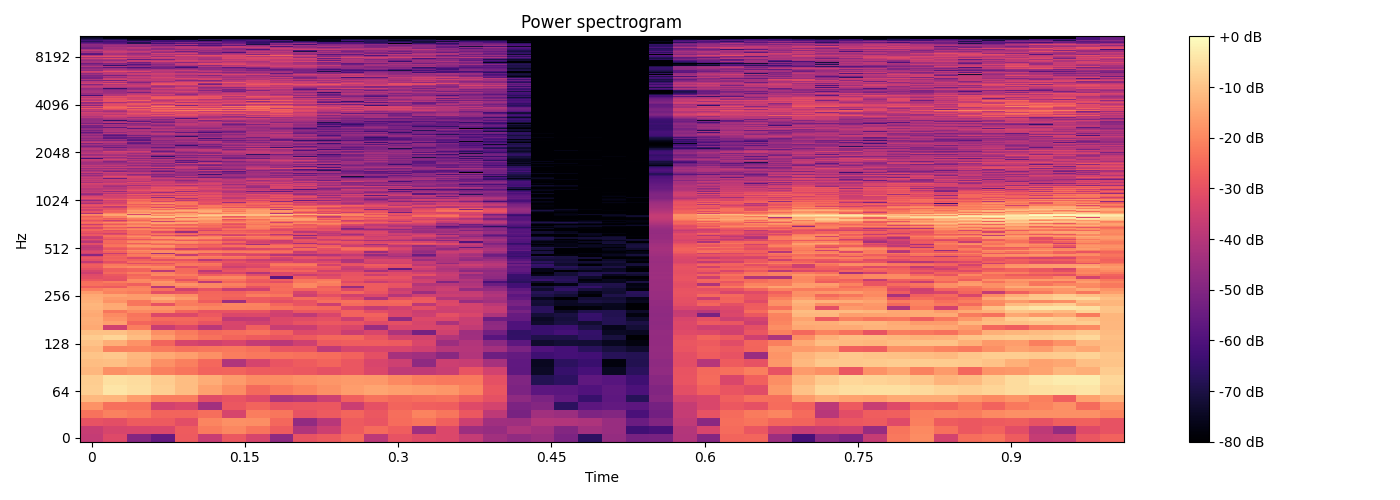 Power spectrogram
Hz
8192
4096
2048
1024
512
256
128
64
0
0 0.15 0.3 0.45 0.6 0.75 0.9
Time
+0 dB
-10 dB
-20 dB
-30 dB
-40 dB
-50 dB
-60 dB
-70 dB
-80 dB